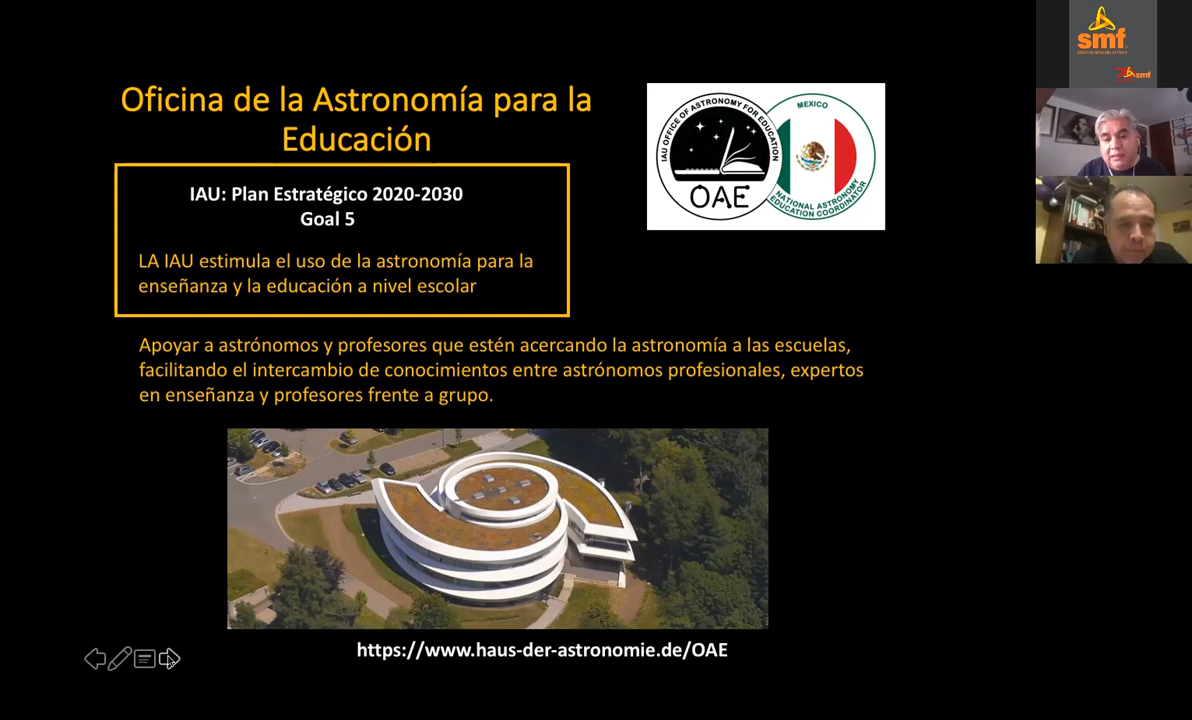 Oficina de la Astronomía para la
Educación
IAU: Plan Estratégico 2020-2030
Goal 5
LA IAU estimula el uso de la astronomía para la
enseñanza y la educación a nivel escolar
Apoyar a astrónomos y profesores que estén acercando la astronomía a las escuelas,
facilitando el intercambio de conocimientos entre astrónomos profesionales, expertos
en enseñanza y profesores frente a grupo.
https://www.haus-der-astronomie.de/OAE
IAU OFFICE OF ASTRONOMY FOR EDUCATION
OAE
MEXICO
NATIONAL ASTRONOMY
EDUCATION COORDINATOR
smf
smf